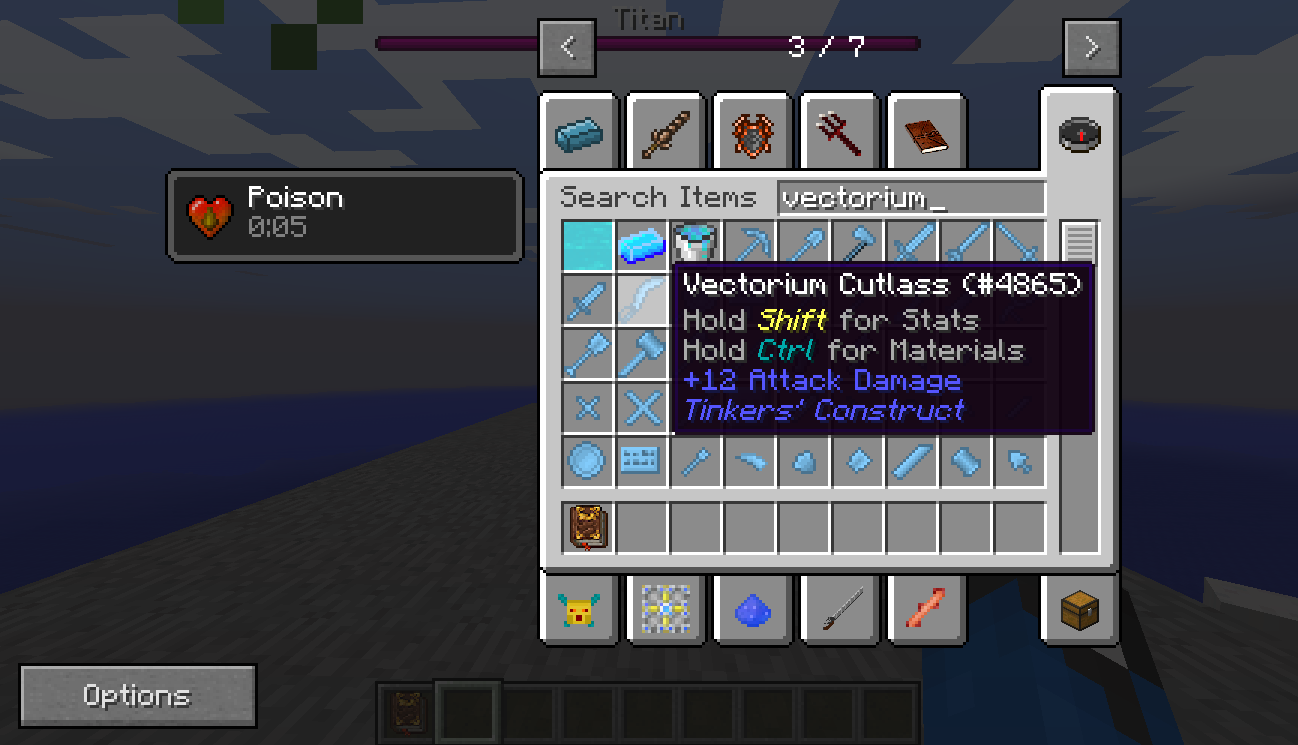 Titan
<
3 / 7
>
Poison
0:05
Search Items
vectorium_
Vectorium Cutlass (#4865)
Hold Shift for Stats
Hold Ctrl for Materials
+12 Attack Damage
Tinkers' Construct
Options